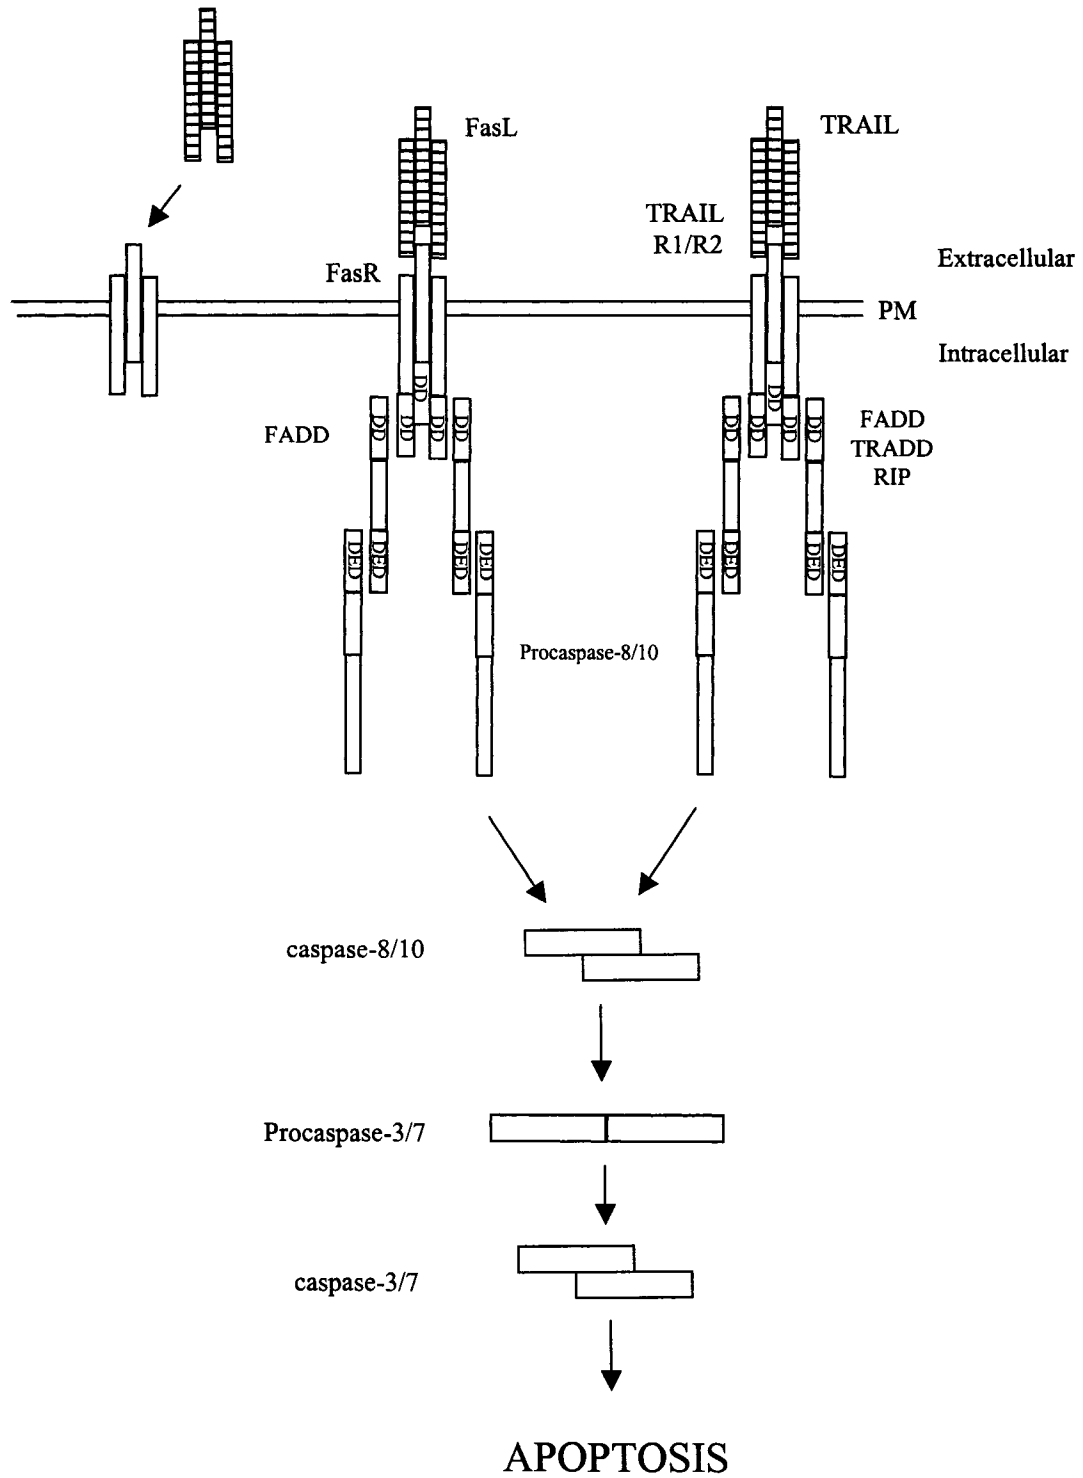 FasL
TRAIL
TRAIL
R1/R2
Extracellular
FasR
PM
Intracellular
DD
DD
DD
DD
DD
DD
DD
DD
DD
DD
FADD
FADD
TRADD
RIP
DED
DED
DED
DED
DED
DED
DED
DED
Procaspase-8/10
caspase-8/10
Procaspase-3/7
caspase-3/7
APOPTOSIS